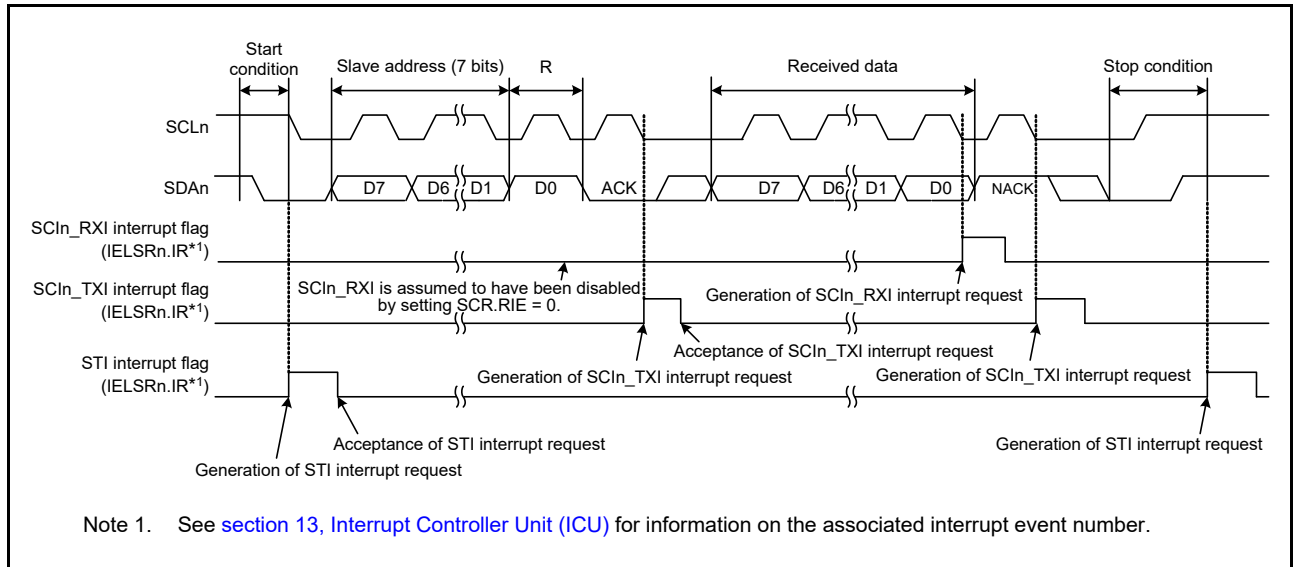 Start
condition
Slave address (7 bits)
R
Received data
Stop condition
SCLn
SDAn
D7
D6
D1
D0
ACK
D7
D6
D1
D0
NACK
SCIn_RXI interrupt flag
(IELSRn.IR*1)
SCIn_RXI is assumed to have been disabled
by setting SCR.RIE = 0.
Generation of SCIn_RXI interrupt request
SCIn_TXI interrupt flag
(IELSRn.IR*1)
Acceptance of SCIn_TXI interrupt request
Generation of SCIn_TXI interrupt request
Generation of SCIn_TXI interrupt request
STI interrupt flag
(IELSRn.IR*1)
Acceptance of STI interrupt request
Generation of STI interrupt request
Generation of STI interrupt request
Note 1. See section 13, Interrupt Controller Unit (ICU) for information on the associated interrupt event number.